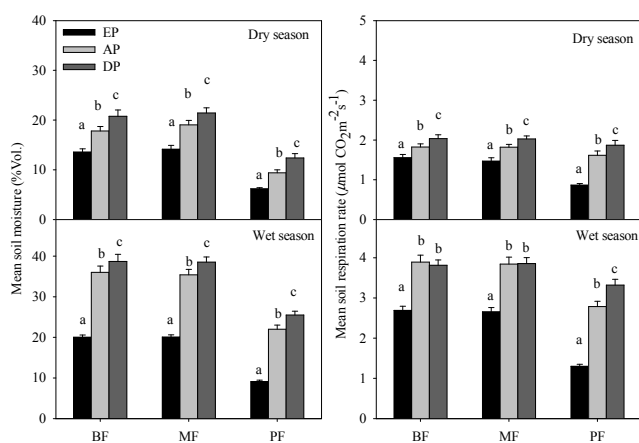 40
Dry season
EP
AP
DP
30
20
10
0
a b c
a b c
a b c
Wet season
40
30
20
10
0
a b c
a b c
a b c
BF MF PF
Mean soil moisture (%Vol.)
5
Dry season
4
3
2
1
0
a b c
a b c
a b c
Wet season
4
3
2
1
0
a b b
a b b
a b c
BF MF PF
Mean soil respiration rate (μmol CO₂m⁻²s⁻¹)